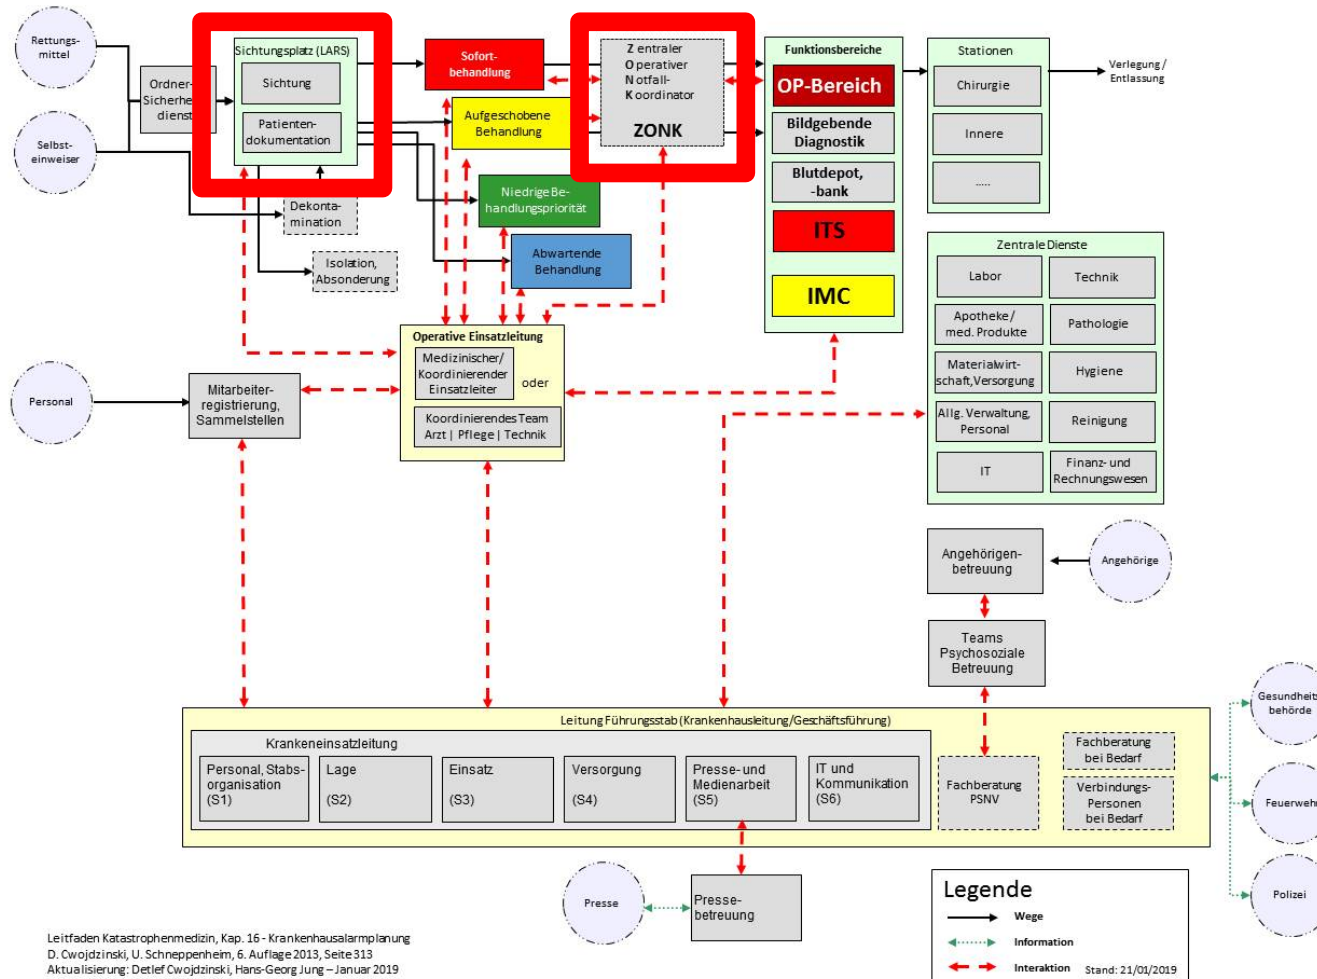 Rettungs-
mittel
Selbst-
einweiser
Ordner-
Sicherheits
dienst
Sichtungsplatz (LARS)
Sichtung
Patienten-
dokumentation
Dekonta-
mination
Isolation,
Absonderung
Sofort-
behandlung
Aufgeschobene
Behandlung
Niedrige Be-
handlungspriorität
Abwartende
Behandlung
Z entraler
O perativer
N otfall-
K oordinator
ZONK
Funktionsbereiche
OP-Bereich
Bildgebende
Diagnostik
Blutdepot,
-bank
ITS
IMC
Stationen
Chirurgie
Innere
.....
Verlegung /
Entlassung
Zentrale Dienste
Labor
Technik
Apotheke/
med. Produkte
Pathologie
Materialwirt-
schaft,Versorgung
Hygiene
Allg. Verwaltung,
Personal
Reinigung
IT
Finanz- und
Rechnungswesen
Operative Einsatzleitung
Medizinischer/
Koordinierender
Einsatzleiter
oder
Koordinierendes Team
Arzt | Pflege | Technik
Personal
Mitarbeiter-
registrierung,
Sammelstellen
Angehörigen-
betreuung
Angehörige
Teams
Psychosoziale
Betreuung
Leitung Führungsstab (Krankenhausleitung/Geschäftsführung)
Krankeneinsatzleitung
Personal, Stabs-
organisation
(S1)
Lage
(S2)
Einsatz
(S3)
Versorgung
(S4)
Presse- und
Medienarbeit
(S5)
IT und
Kommunikation
(S6)
Fachberatung
PSNV
Fachberatung
bei Bedarf
Verbindungs-
Personen
bei Bedarf
Gesundheits
behörde
Feuerwehr
Polizei
Presse
Presse-
betreuung
Legende
Wege
Information
Interaktion
Stand: 21/01/2019
Leitfaden Katastrophenmedizin, Kap. 16 - Krankenhausalarmplanung
D. Cwojdzinski, U. Schneppenheim, 6. Auflage 2013, Seite 313
Aktualisierung: Detlef Cwojdzinski, Hans-Georg Jung – Januar 2019